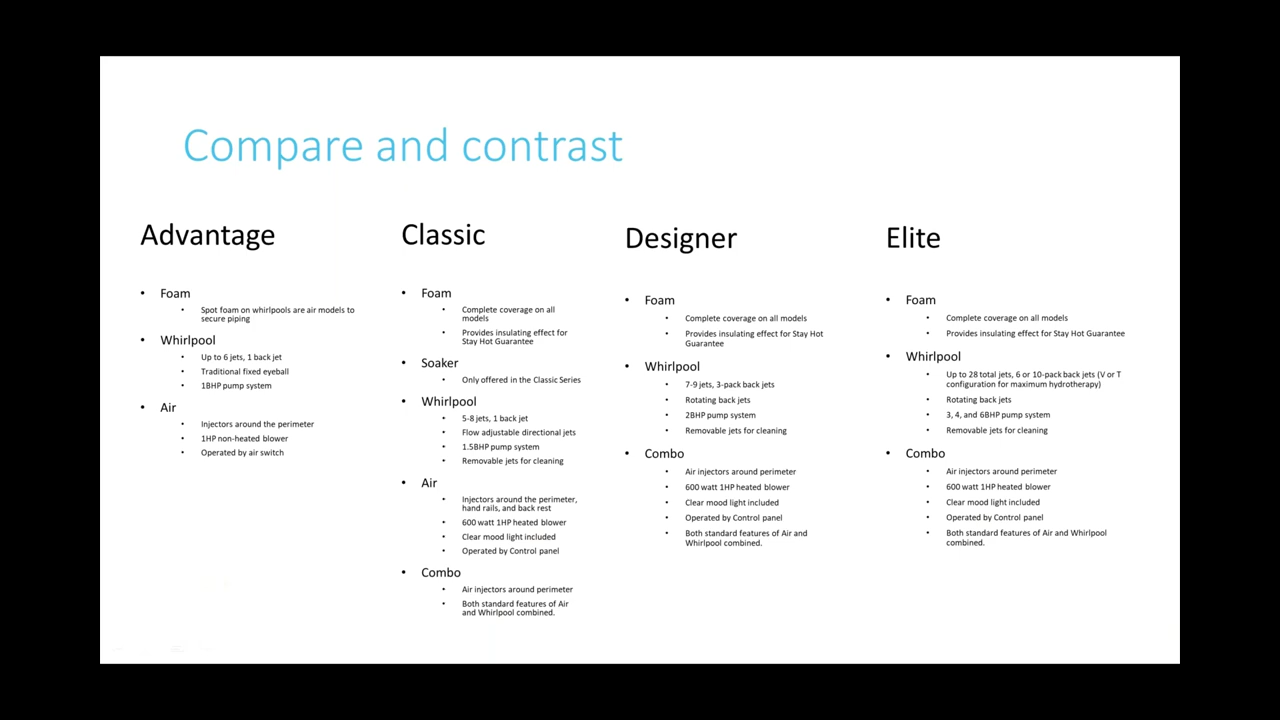 Compare and contrast
Advantage
• Foam
• Spot foam on whirlpools are air models to
secure piping
• Whirlpool
• Up to 6 jets, 1 back jet
• Traditional fixed eyeball
• 1BHP pump system
• Air
• Injectors around the perimeter
• 1HP non-heated blower
• Operated by air switch
Classic
• Foam
• Complete coverage on all
models
• Provides insulating effect for
Stay Hot Guarantee
• Soaker
• Only offered in the Classic Series
• Whirlpool
• 5-8 jets, 1 back jet
• Flow adjustable directional jets
• 1.5BHP pump system
• Removable jets for cleaning
• Air
• Injectors around the perimeter,
hand rails, and back rest
• 600 watt 1HP heated blower
• Clear mood light included
• Operated by Control panel
• Combo
• Air injectors around perimeter
• Both standard features of Air
and Whirlpool combined.
Designer
• Foam
• Complete coverage on all models
• Provides insulating effect for Stay Hot
Guarantee
• Whirlpool
• 7-9 jets, 3-pack back jets
• Rotating back jets
• 2BHP pump system
• Removable jets for cleaning
• Combo
• Air injectors around perimeter
• 600 watt 1HP heated blower
• Clear mood light included
• Operated by Control panel
• Both standard features of Air and
Whirlpool combined.
Elite
• Foam
• Complete coverage on all models
• Provides insulating effect for Stay Hot Guarantee
• Whirlpool
• Up to 28 total jets, 6 or 10-pack back jets (V or T
configuration for maximum hydrotherapy)
• Rotating back jets
• 3, 4, and 6BHP pump system
• Removable jets for cleaning
• Combo
• Air injectors around perimeter
• 600 watt 1HP heated blower
• Clear mood light included
• Operated by Control panel
• Both standard features of Air and Whirlpool
combined.